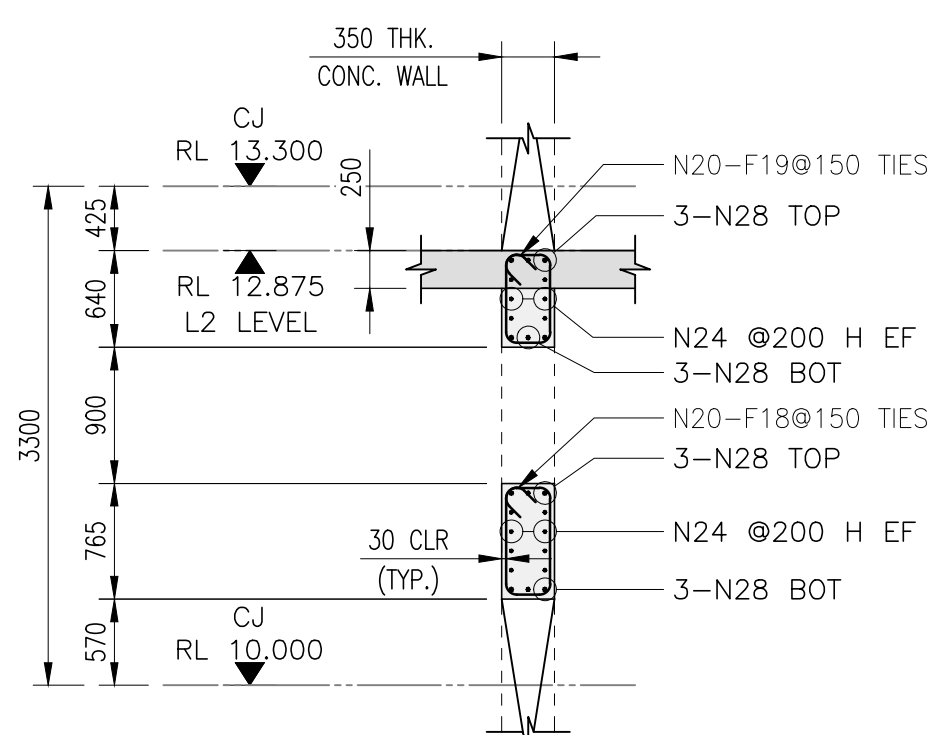 350 THK.
CONC. WALL
CJ
RL 13.300
250
N20-F19@150 TIES
425
3-N28 TOP
RL 12.875
L2 LEVEL
640
N24 @200 H EF
3-N28 BOT
3300
900
N20-F18@150 TIES
3-N28 TOP
765
30 CLR
(TYP.)
N24 @200 H EF
3-N28 BOT
570
CJ
RL 10.000